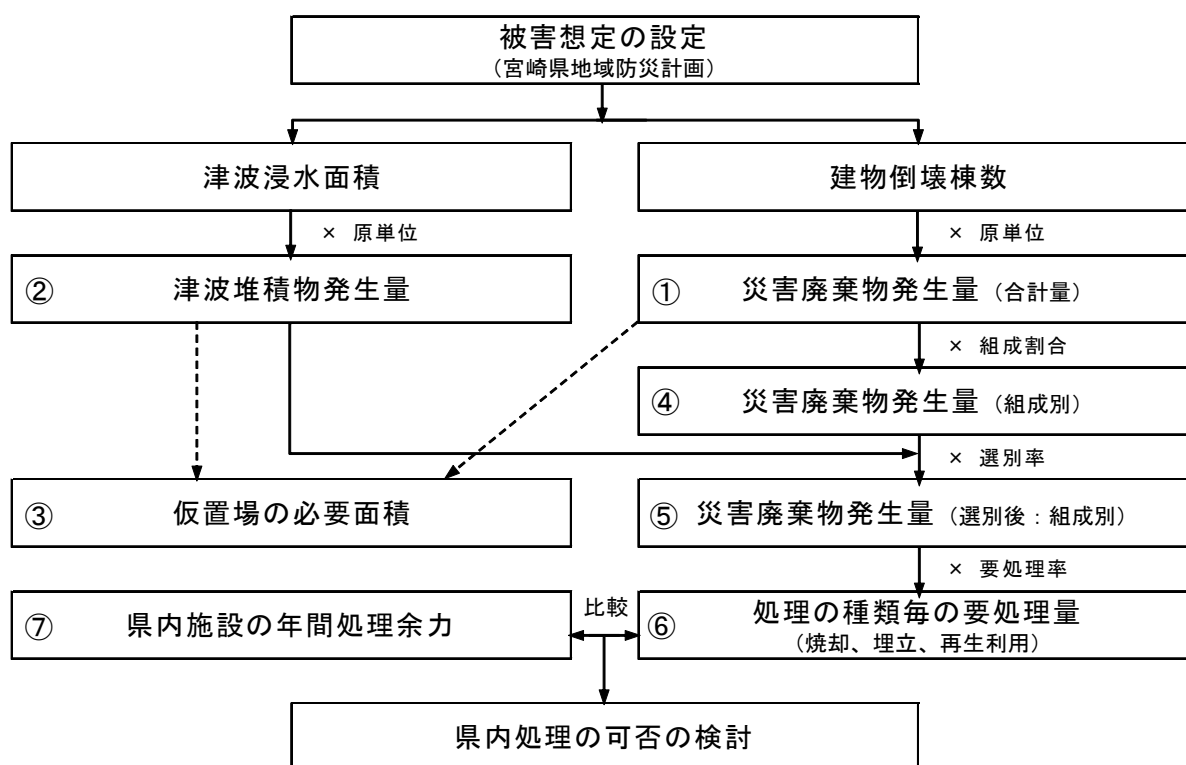 被害想定の設定
（宮崎県地域防災計画）
津波浸水面積
建物倒壊棟数
× 原単位
× 原単位
② 津波堆積物発生量
① 災害廃棄物発生量（合計量）
× 組成割合
④ 災害廃棄物発生量（組成別）
× 選別率
③ 仮置場の必要面積
⑤ 災害廃棄物発生量（選別後：組成別）
× 要処理率
⑦ 県内施設の年間処理余力
比較
⑥ 処理の種類毎の要処理量
（焼却、埋立、再生利用）
県内処理の可否の検討